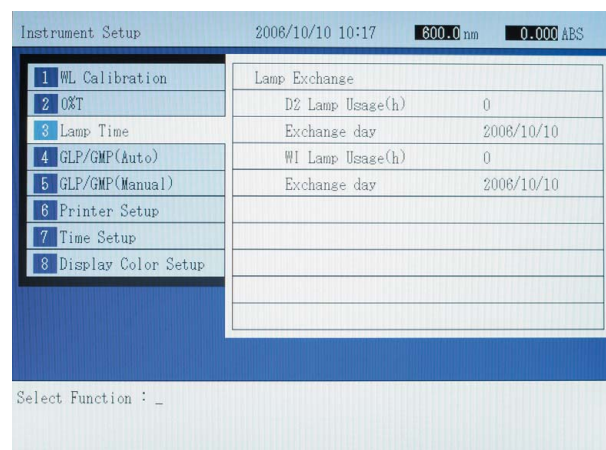 Instrument Setup 2006/10/10 10:17 600.0 nm 0.000 ABS
1 WL Calibration
2 0%T
3 Lamp Time
4 GLP/GMP(Auto)
5 GLP/GMP(Manual)
6 Printer Setup
7 Time Setup
8 Display Color Setup
Lamp Exchange
D2 Lamp Usage(h) 0
Exchange day 2006/10/10
WI Lamp Usage(h) 0
Exchange day 2006/10/10
Select Function : _